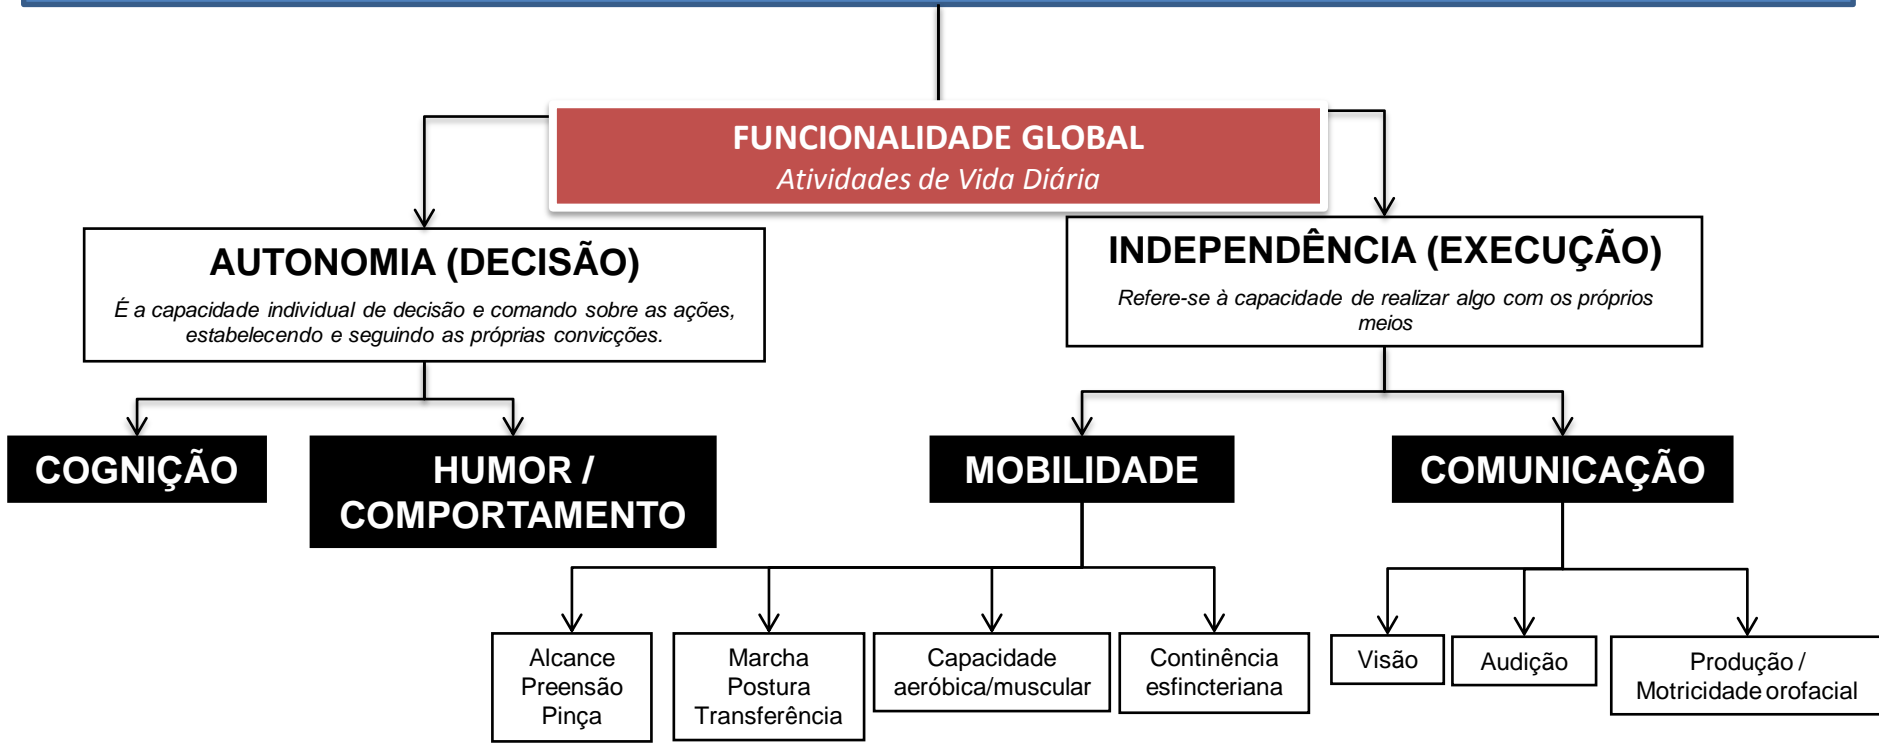 FUNCIONALIDADE GLOBAL
Atividades de Vida Diária
AUTONOMIA (DECISÃO)
É a capacidade individual de decisão e comando sobre as ações,
estabelecendo e seguindo as próprias convicções.
INDEPENDÊNCIA (EXECUÇÃO)
Refere-se à capacidade de realizar algo com os próprios
meios
COGNIÇÃO
HUMOR /
COMPORTAMENTO
MOBILIDADE
COMUNICAÇÃO
Alcance
Preensão
Pinça
Marcha
Postura
Transferência
Capacidade
aeróbica/muscular
Continência
esfincteriana
Visão
Audição
Produção /
Motricidade orofacial